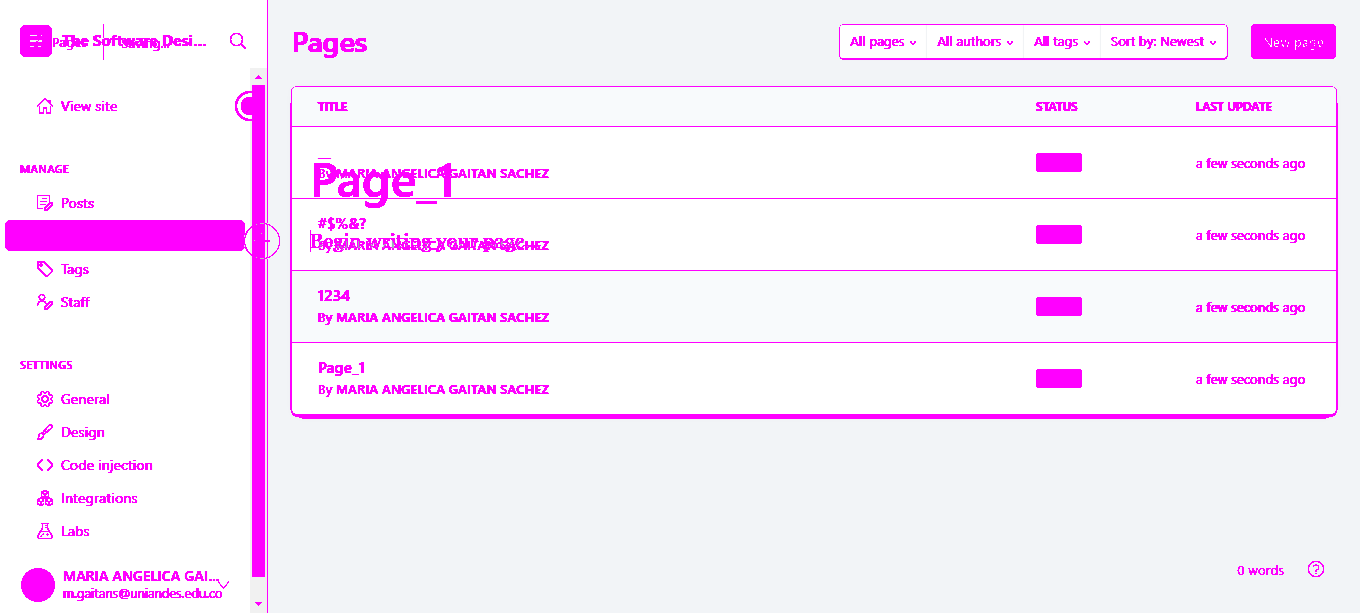 The Software Desi...
Pages
Saving...
Pages
All pages
All authors
All tags
Sort by: Newest
New page
View site
TITLE
STATUS
LAST UPDATE
MANAGE
By MARIA ANGELICA GAITAN SACHEZ
a few seconds ago
Page_1
Posts
#$%&?
By MARIA ANGELICA GAITAN SACHEZ
a few seconds ago
Begin writing your page...
Tags
1234
By MARIA ANGELICA GAITAN SACHEZ
a few seconds ago
Staff
SETTINGS
Page_1
By MARIA ANGELICA GAITAN SACHEZ
a few seconds ago
General
Design
Code injection
Integrations
Labs
MARIA ANGELICA GAI...
m.gaitans@uniandes.edu.co
0 words